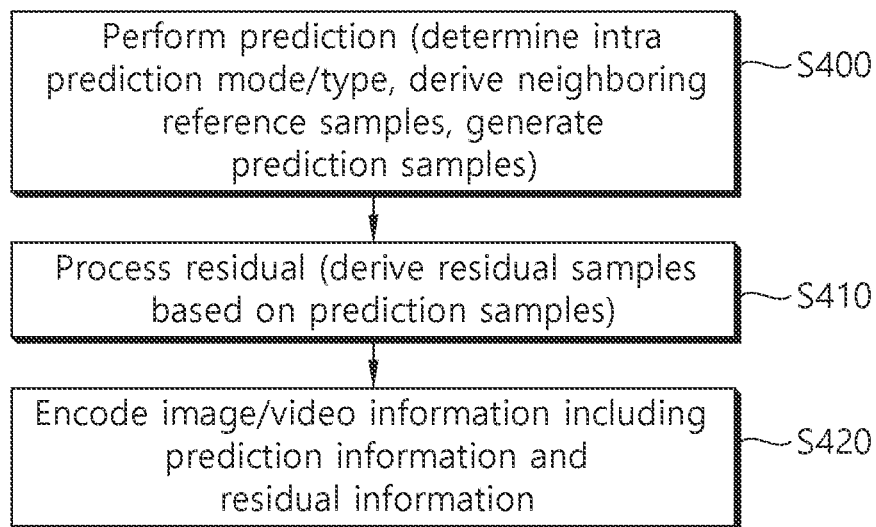 Perform prediction (determine intra
prediction mode/type, derive neighboring
reference samples, generate
prediction samples)
S400
Process residual (derive residual samples
based on prediction samples)
S410
Encode image/video information including
prediction information and
residual information
S420